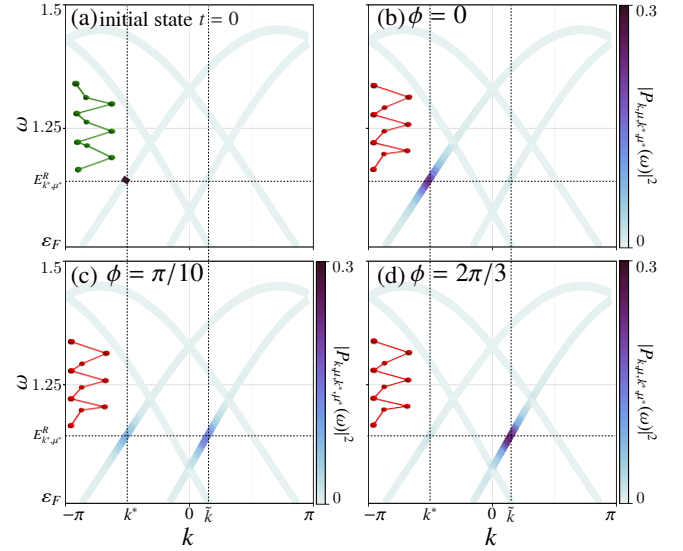 (a) initial state t = 0
(b) ϕ = 0
1.5
1.25
ω
E^R_{k*,μ*}
ε_F
0.3
|P_{k,μ,k*,μ*}(ω)|²
0
(c) ϕ = π/10
(d) ϕ = 2π/3
1.5
1.25
ω
E^R_{k*,μ*}
ε_F
0.3
|P_{k,μ,k*,μ*}(ω)|²
0
0.3
|P_{k,μ,k*,μ*}(ω)|²
0
−π k* 0 k̃ π
k
−π k* 0 k̃ π
k